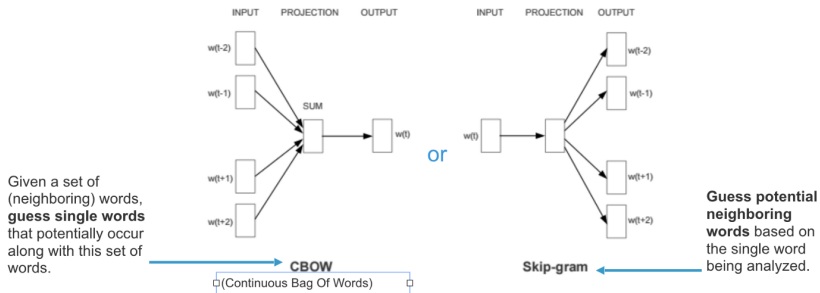 INPUT PROJECTION OUTPUT
w(t-2)
w(t-1)
SUM
w(t)
w(t+1)
w(t+2)
CBOW
(Continuous Bag Of Words)
Given a set of
(neighboring) words,
guess single words
that potentially occur
along with this set of
words.
or
INPUT PROJECTION OUTPUT
w(t-2)
w(t-1)
w(t)
w(t+1)
w(t+2)
Skip-gram
Guess potential
neighboring
words based on
the single word
being analyzed.